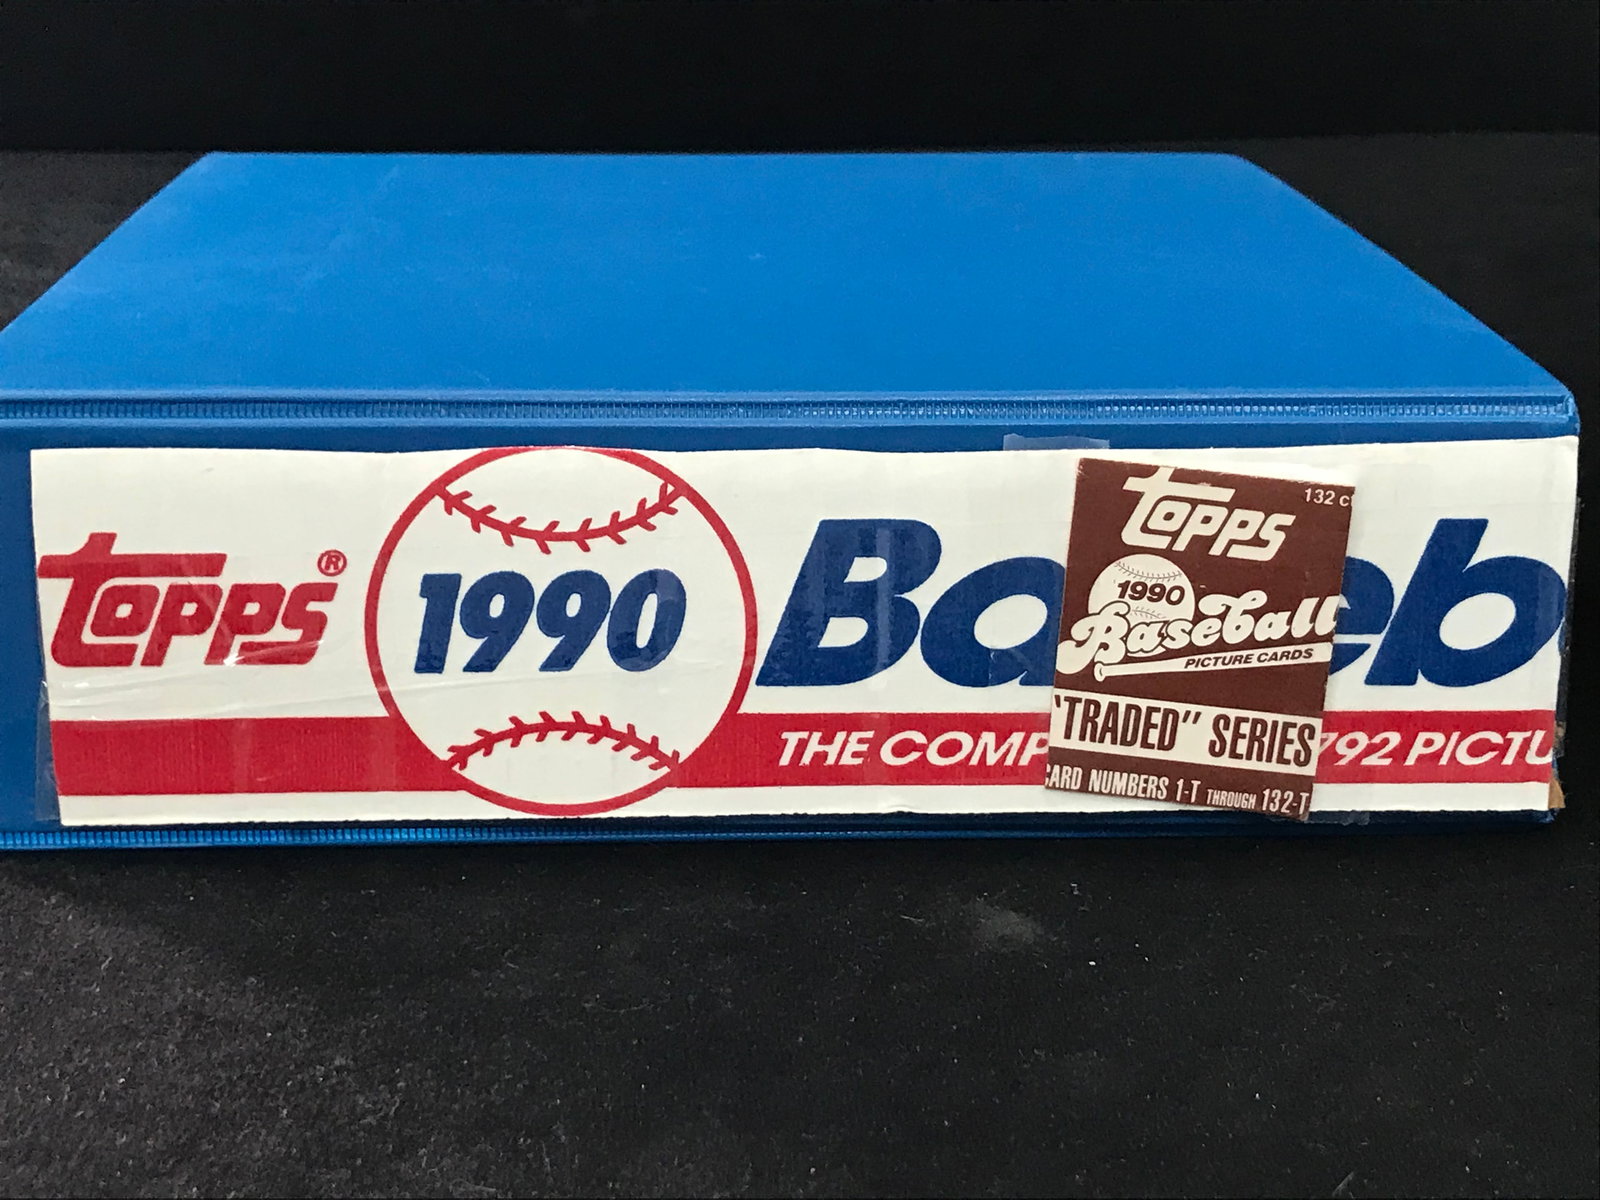 Topps®
1990
Baseb
THE COMP 792 PICTU
Topps
132 c
1990
Baseball
PICTURE CARDS
"TRADED" SERIES
CARD NUMBERS 1-T THROUGH 132-T